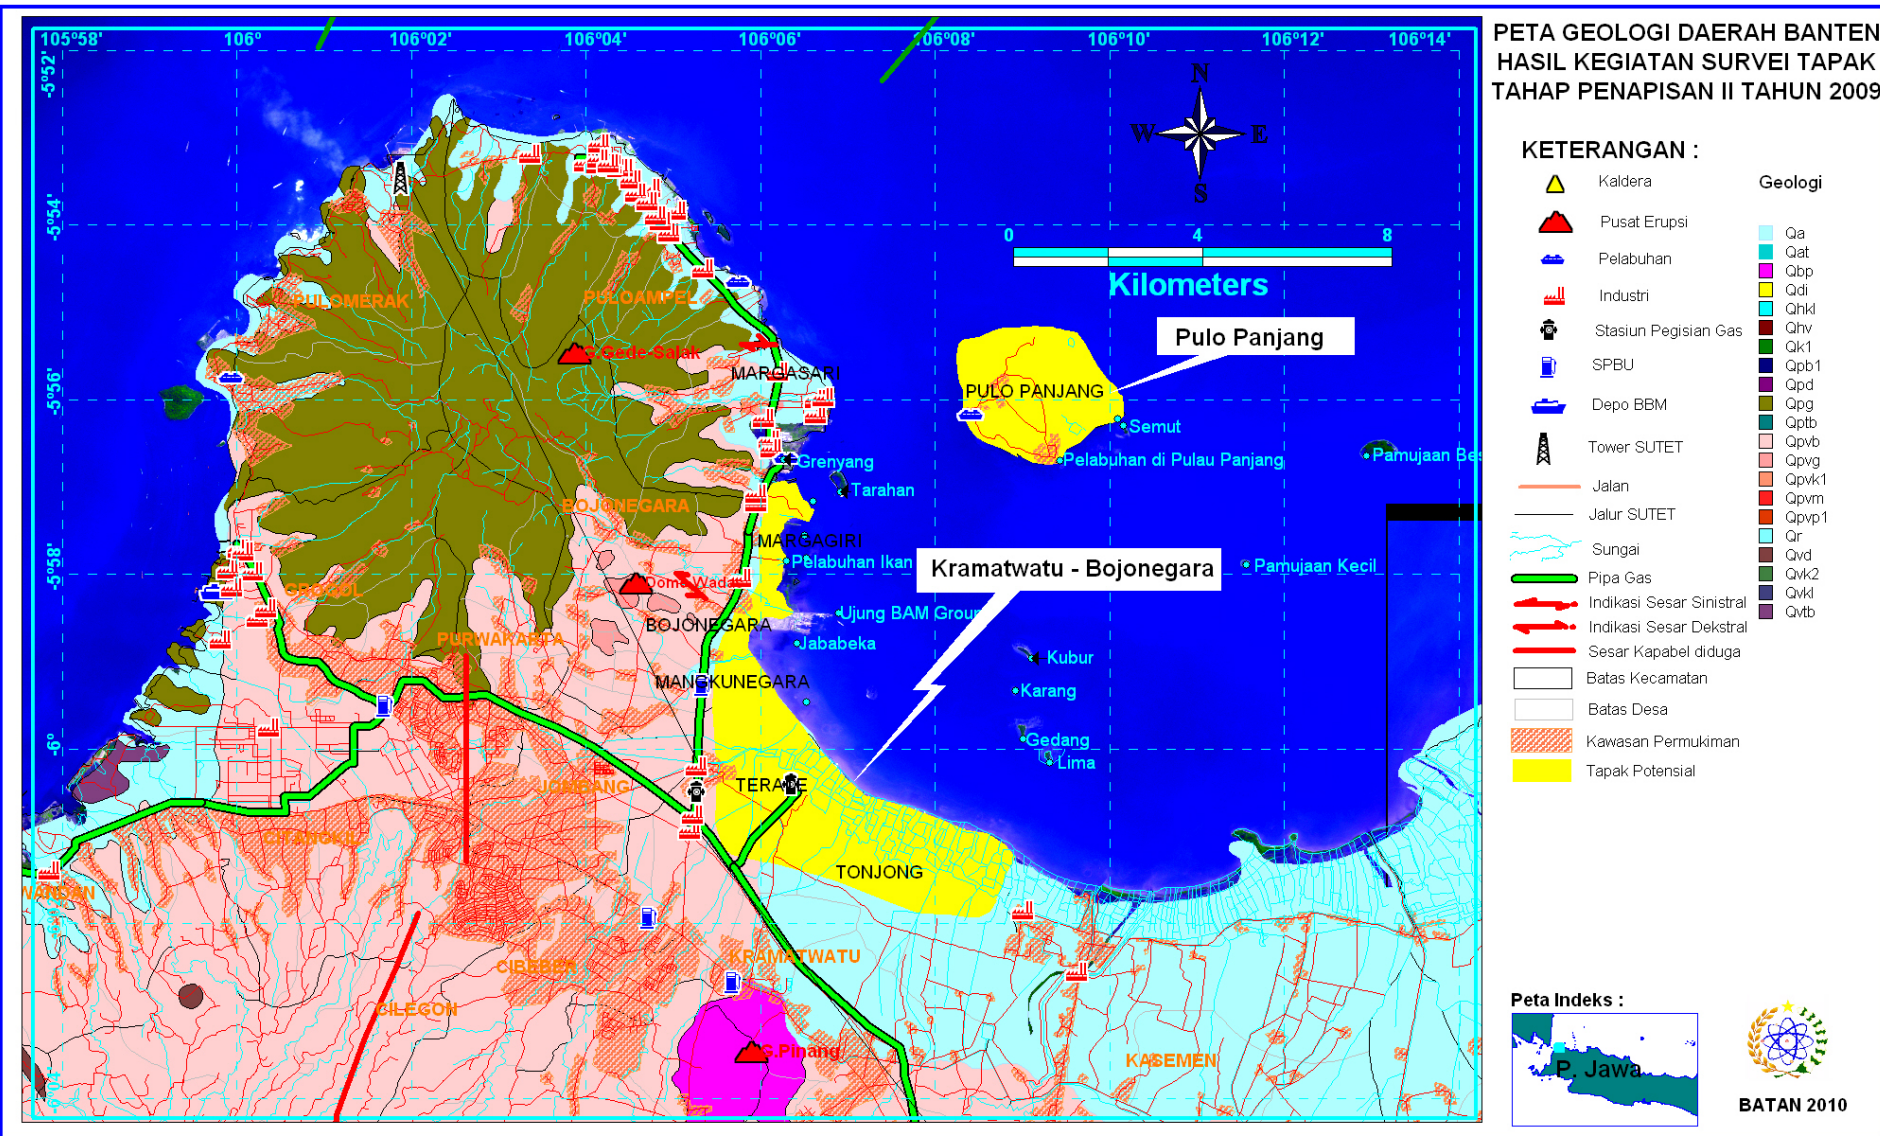 105°58'
106°
106°02'
106°04'
106°06'
106°08'
106°10'
106°12'
106°14'
-5°52'
-5°54'
-5°56'
-5°58'
-6°
N
W
E
S
0
4
8
Kilometers
PULOMERAK
PULOAMPEL
G.Gede-Salak
MARGASARI
Pulo Panjang
PULO PANJANG
Semut
Grenyang
Pelabuhan di Pulau Panjang
Pamujaan Bes
Tarahan
BOJONEGARA
MARGAGIRI
Pelabuhan Ikan
Kramatwatu - Bojonegara
Pamujaan Kecil
GROGOL
Ujung BAM Group
BOJONEGARA
PURWAKARTA
Jababeka
Kubur
MANGKUNEGARA
Karang
Gedang
Lima
JOMBANG
TERATE
CITANGKIL
TONJONG
WANDAN
KRAMATWATU
CIBEBER
CILEGON
G.Pinang
KASEMEN
PETA GEOLOGI DAERAH BANTEN
HASIL KEGIATAN SURVEI TAPAK
TAHAP PENAPISAN II TAHUN 2009
KETERANGAN :
Kaldera
Pusat Erupsi
Pelabuhan
Industri
Stasiun Pegisian Gas
SPBU
Depo BBM
Tower SUTET
Jalan
Jalur SUTET
Sungai
Pipa Gas
Indikasi Sesar Sinistral
Indikasi Sesar Dekstral
Sesar Kapabel diduga
Batas Kecamatan
Batas Desa
Kawasan Permukiman
Tapak Potensial
Geologi
Qa
Qat
Qbp
Qdi
Qhkl
Qhv
Qk1
Qpb1
Qpd
Qpg
Qptb
Qpvb
Qpvg
Qpvk1
Qpvm
Qpvp1
Qr
Qvd
Qvk2
Qvkl
Qvtb
Peta Indeks :
P. Jawa
BATAN 2010